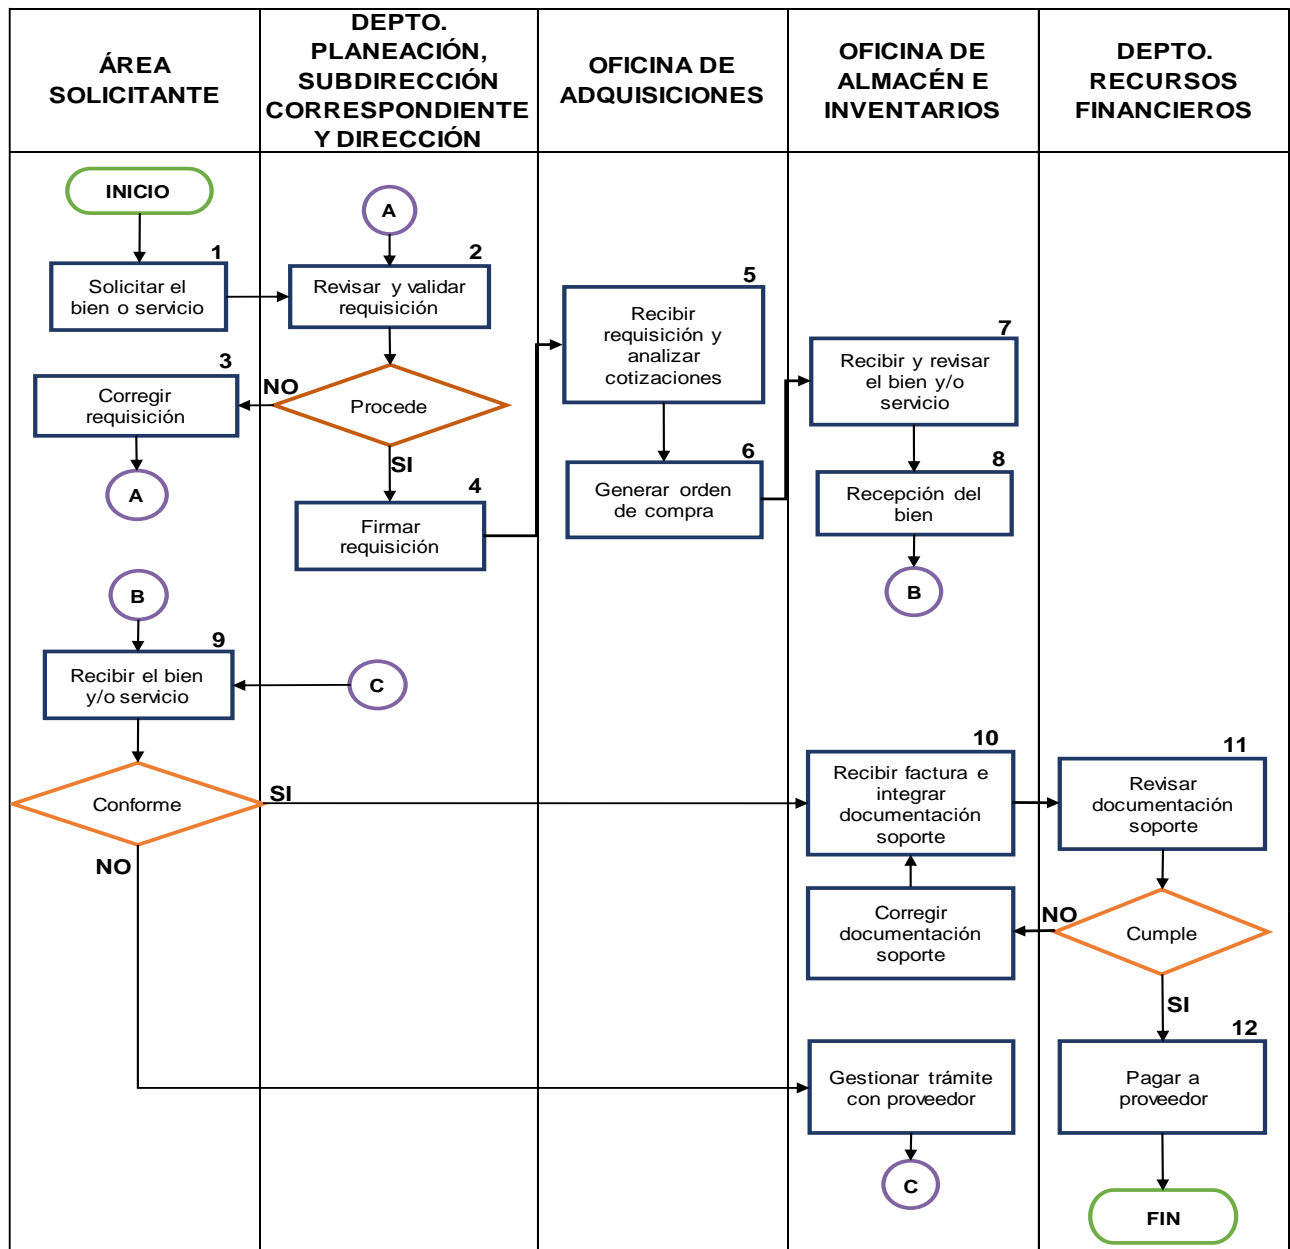 ÁREA
SOLICITANTE
DEPTO.
PLANEACIÓN,
SUBDIRECCIÓN
CORRESPONDIENTE
Y DIRECCIÓN
OFICINA DE
ADQUISICIONES
OFICINA DE
ALMACÉN E
INVENTARIOS
DEPTO.
RECURSOS
FINANCIEROS
INICIO
A
1
Solicitar el
bien o servicio
2
Revisar y validar
requisición
3
Corregir
requisición
NO
Procede
A
SI
4
Firmar
requisición
5
Recibir
requisición y
analizar
cotizaciones
6
Generar orden
de compra
7
Recibir y revisar
el bien y/o
servicio
8
Recepción del
bien
B
B
9
Recibir el bien
y/o servicio
C
Conforme
SI
NO
10
Recibir factura e
integrar
documentación
soporte
11
Revisar
documentación
soporte
Corregir
documentación
soporte
NO
Cumple
SI
12
Gestionar trámite
con proveedor
Pagar a
proveedor
C
FIN